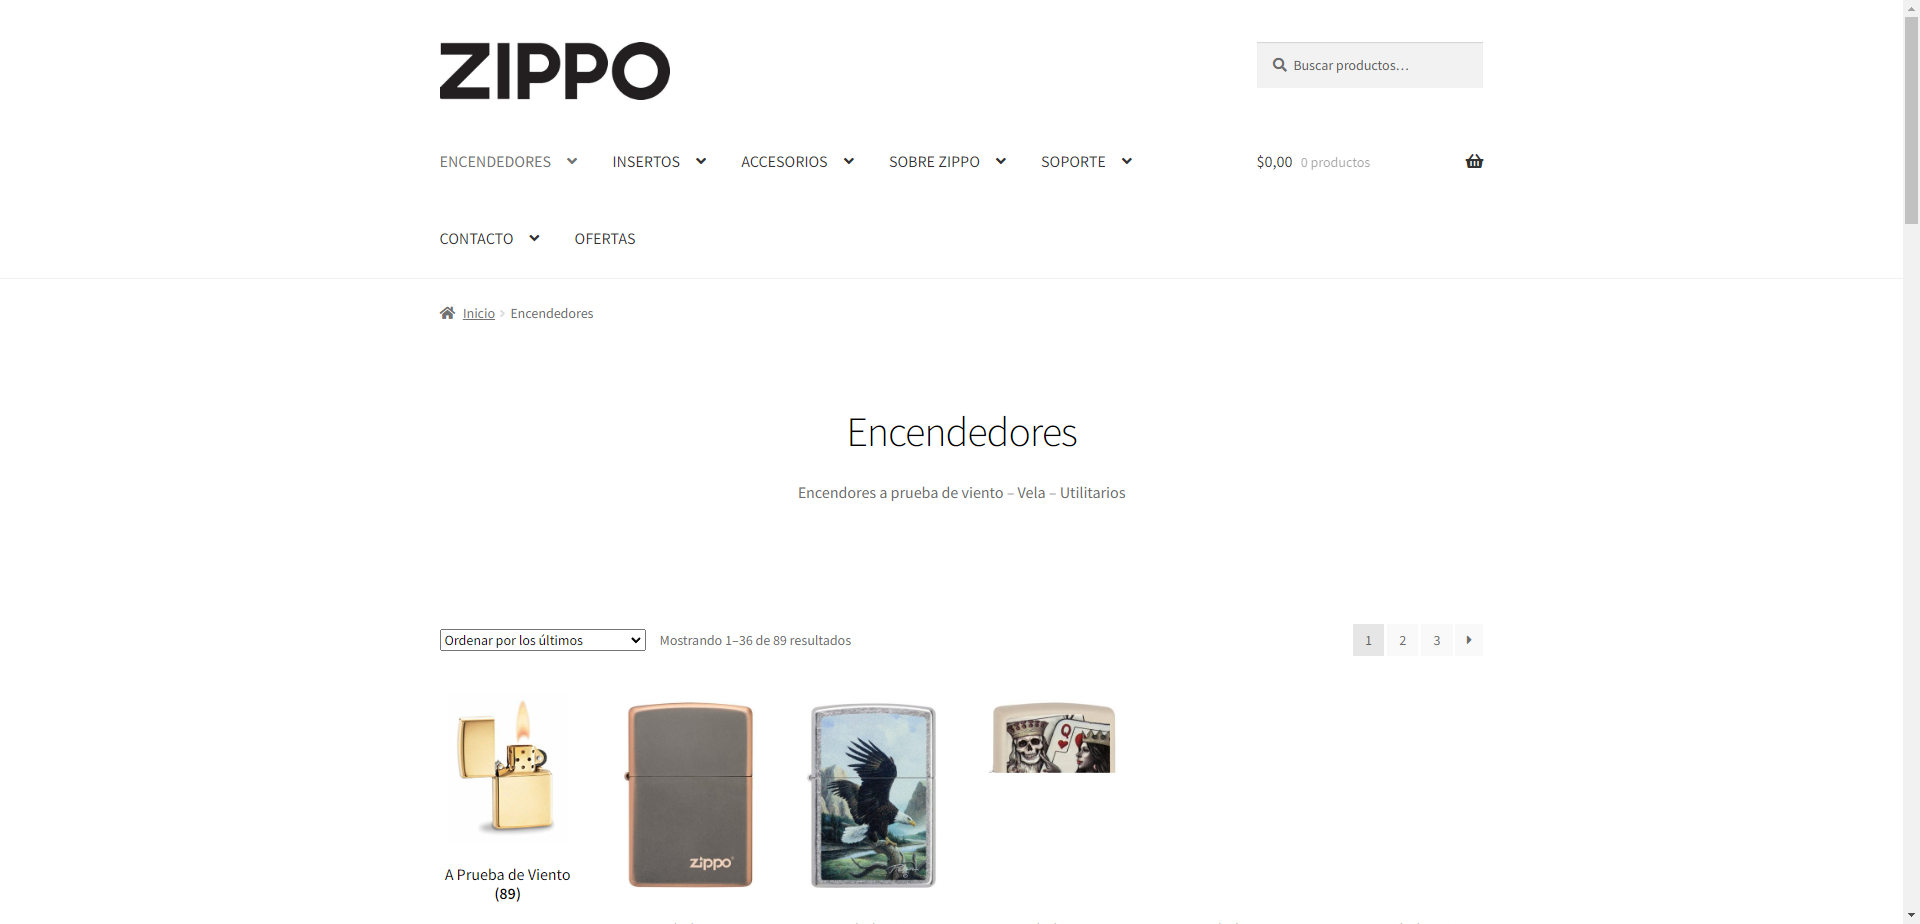 ZIPPO
Buscar productos…
ENCENDEDORES
INSERTOS
ACCESORIOS
SOBRE ZIPPO
SOPORTE
$0,00 0 productos
CONTACTO
OFERTAS
Inicio
Encendedores
Encendedores
Encendores a prueba de viento – Vela – Utilitarios
Ordenar por los últimos
Mostrando 1–36 de 89 resultados
1
2
3
zippo
Q
A Prueba de Viento
(89)